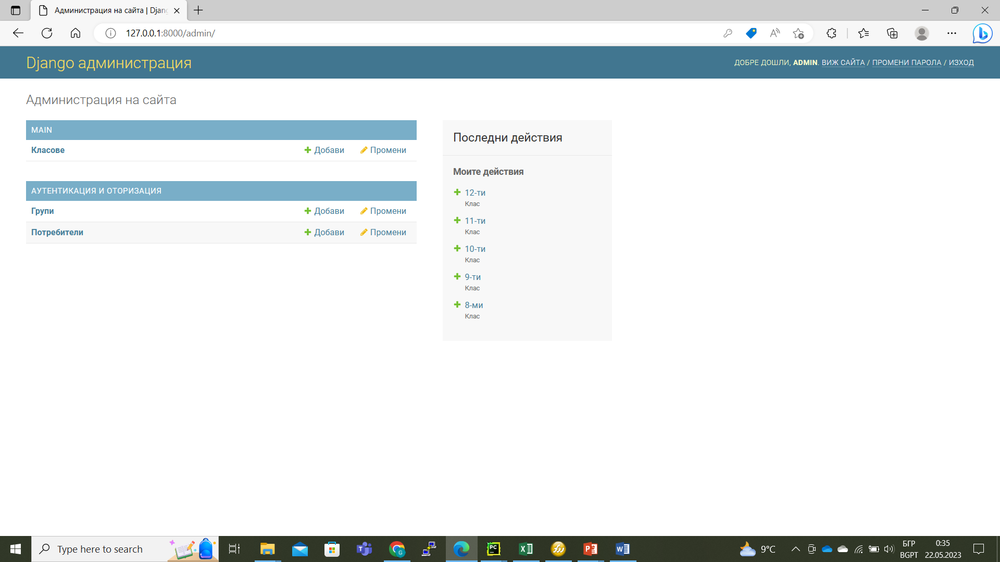 Администрация на сайта | Djang
127.0.0.1:8000/admin/
Django администрация
ДОБРЕ ДОШЛИ, ADMIN. ВИЖ САЙТА / ПРОМЕНИ ПАРОЛА / ИЗХОД
Администрация на сайта
MAIN
Класове Добави Промени
АУТЕНТИКАЦИЯ И ОТОРИЗАЦИЯ
Групи Добави Промени
Потребители Добави Промени
Последни действия
Моите действия
12-ти
Клас
11-ти
Клас
10-ти
Клас
9-ти
Клас
8-ми
Клас
Type here to search
9°C
БГР
BGPT
0:35
22.05.2023